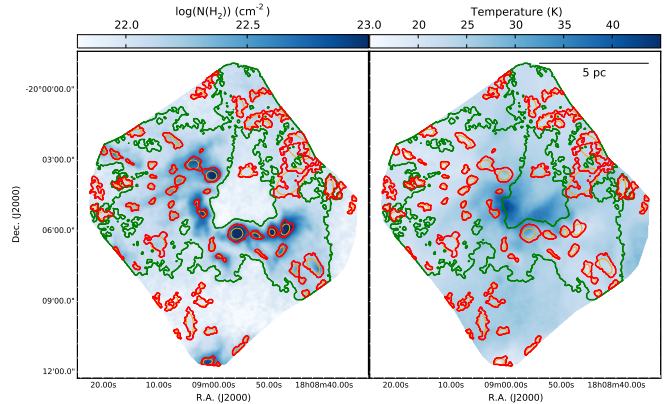 log(N(H₂)) (cm⁻²)
Temperature (K)
22.0 22.5 23.0
15 20 25 30 35 40
5 pc
-20°00'00.0"
03'00.0"
06'00.0"
09'00.0"
12'00.0"
Dec. (J2000)
20.00s 10.00s 09m00.00s 50.00s 18h08m40.00s
20.00s 10.00s 09m00.00s 50.00s 18h08m40.00s
R.A. (J2000)
R.A. (J2000)